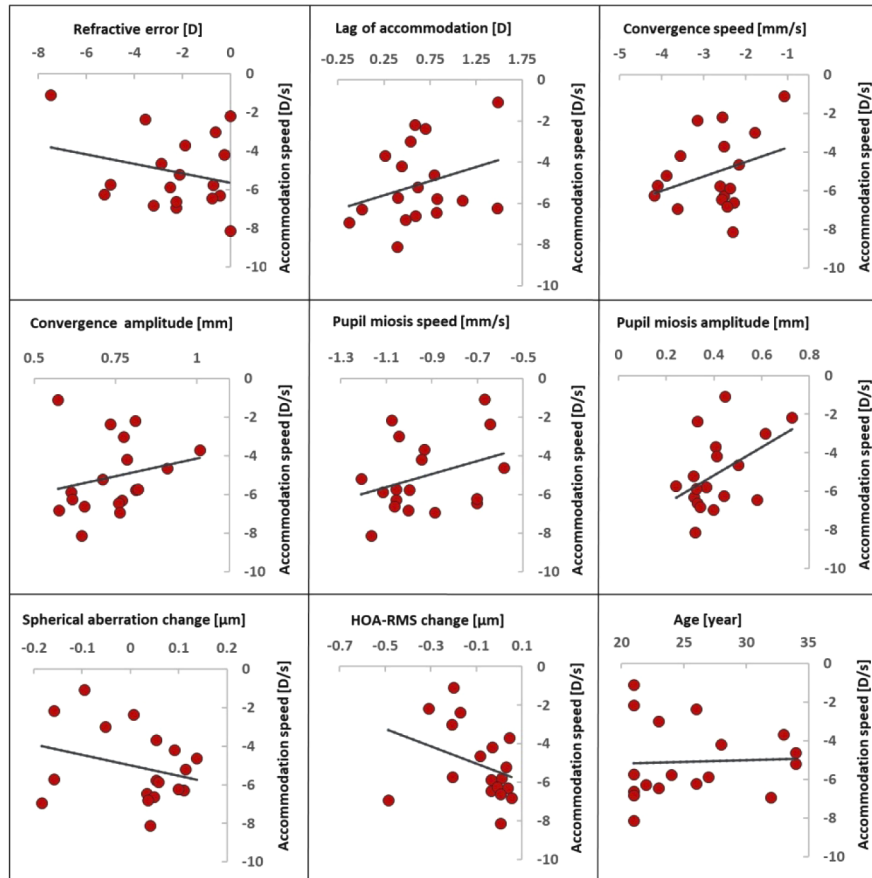 Refractive error [D]
-8 -6 -4 -2 0
0
-2
-4
-6
-8
-10
Accommodation speed [D/s]
Lag of accommodation [D]
-0.25 0.25 0.75 1.25 1.75
0
-2
-4
-6
-8
-10
Accommodation speed [D/s]
Convergence speed [mm/s]
-5 -4 -3 -2 -1
0
-2
-4
-6
-8
-10
Accommodation speed [D/s]
Convergence amplitude [mm]
0.5 0.75 1
0
-2
-4
-6
-8
-10
Accommodation speed [D/s]
Pupil miosis speed [mm/s]
-1.3 -1.1 -0.9 -0.7 -0.5
0
-2
-4
-6
-8
-10
Accommodation speed [D/s]
Pupil miosis amplitude [mm]
0 0.2 0.4 0.6 0.8
0
-2
-4
-6
-8
-10
Accommodation speed [D/s]
Spherical aberration change [µm]
-0.2 -0.1 0 0.1 0.2
0
-2
-4
-6
-8
-10
Accommodation speed [D/s]
HOA-RMS change [µm]
-0.7 -0.5 -0.3 -0.1 0.1
0
-2
-4
-6
-8
-10
Accommodation speed [D/s]
Age [year]
20 25 30 35
0
-2
-4
-6
-8
-10
Accommodation speed [D/s]